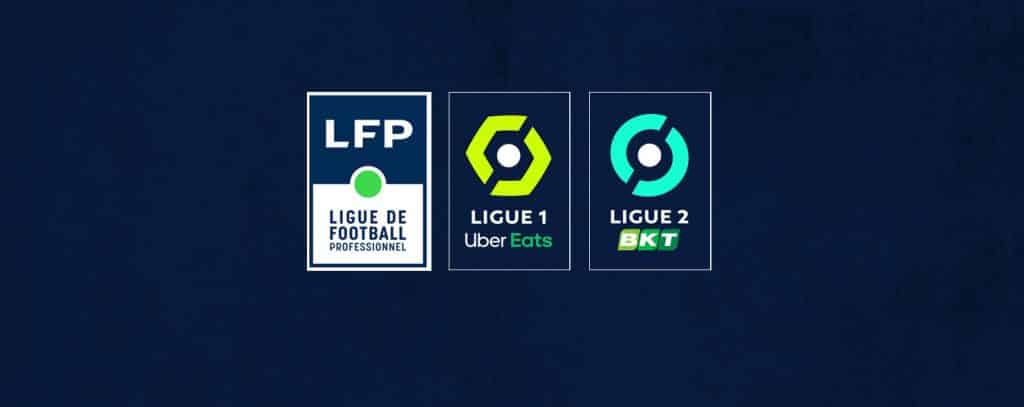 LFP
LIGUE DE
FOOTBALL
PROFESSIONNEL
LIGUE 1
Uber Eats
LIGUE 2
BKT